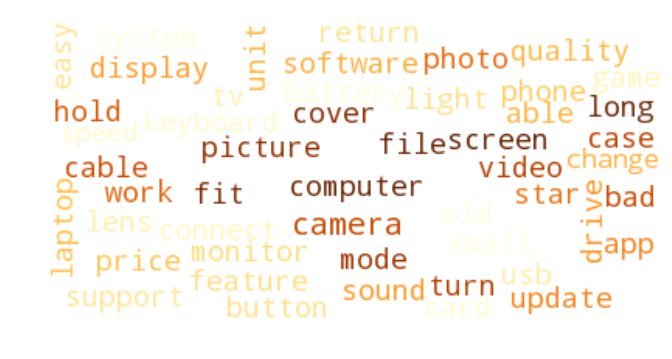 easy system unit return
display software photo quality
tv battery light phone game
hold cover able long
speed keyboard picture file screen case
cable video change
work fit computer star bad
laptop lens connect camera old drive
price monitor mode small app
feature usb
support button sound turn card update